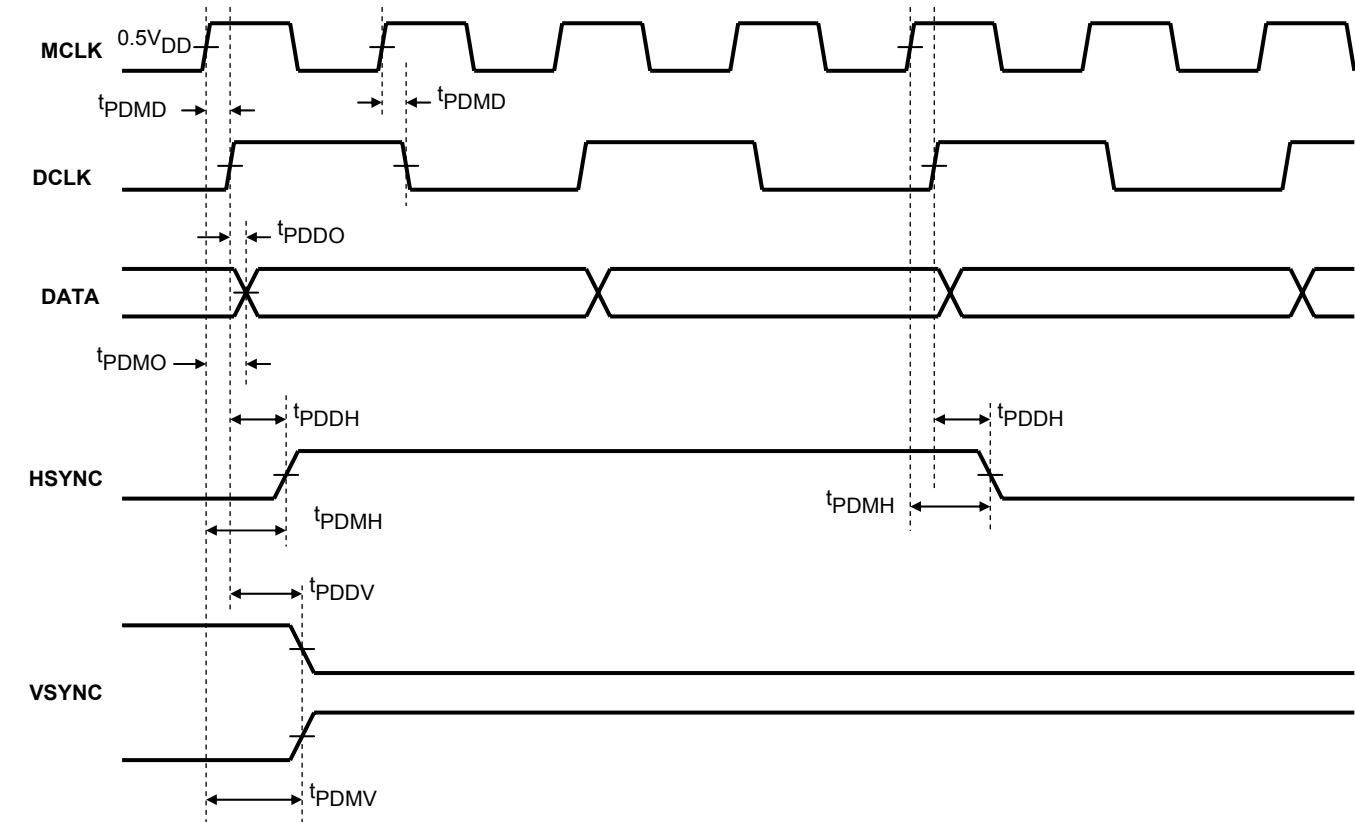 MCLK 0.5VDD
tPDMD tPDMD
DCLK
tPDDO
DATA
tPDMO
tPDDH tPDDH
HSYNC
tPDMH tPDMH
tPDDV
VSYNC
tPDMV